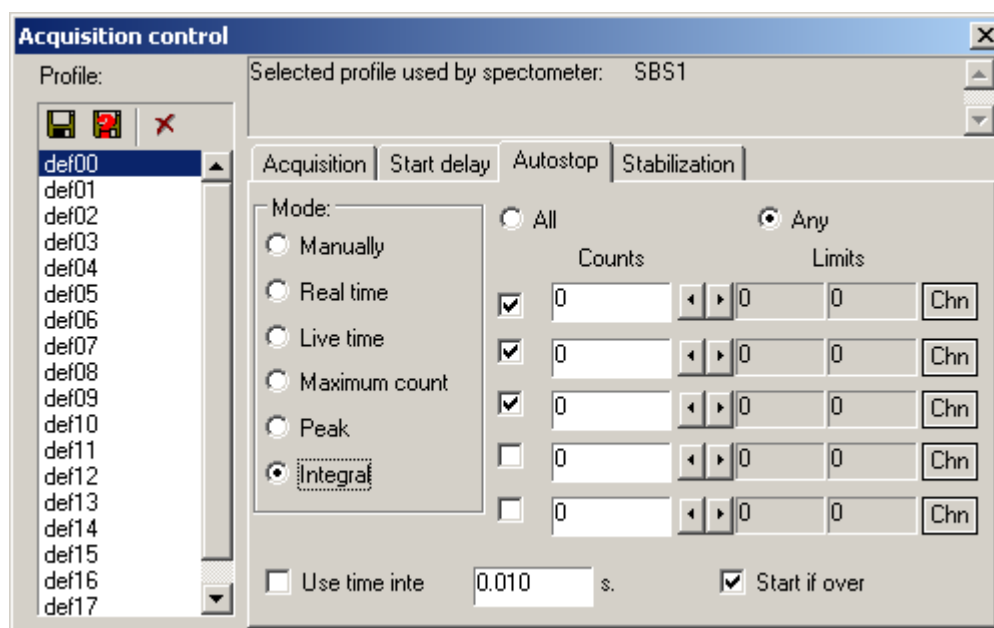 Acquisition control
Profile:
Selected profile used by spectometer: SBS1
def00
def01
def02
def03
def04
def05
def06
def07
def08
def09
def10
def11
def12
def13
def14
def15
def16
def17
Acquisition
Start delay
Autostop
Stabilization
Mode:
Manually
Real time
Live time
Maximum count
Peak
Integral
All
Any
Counts
Limits
0 0 0 Chn
0 0 0 Chn
0 0 0 Chn
0 0 0 Chn
0 0 0 Chn
Use time inte 0.010 s.
Start if over